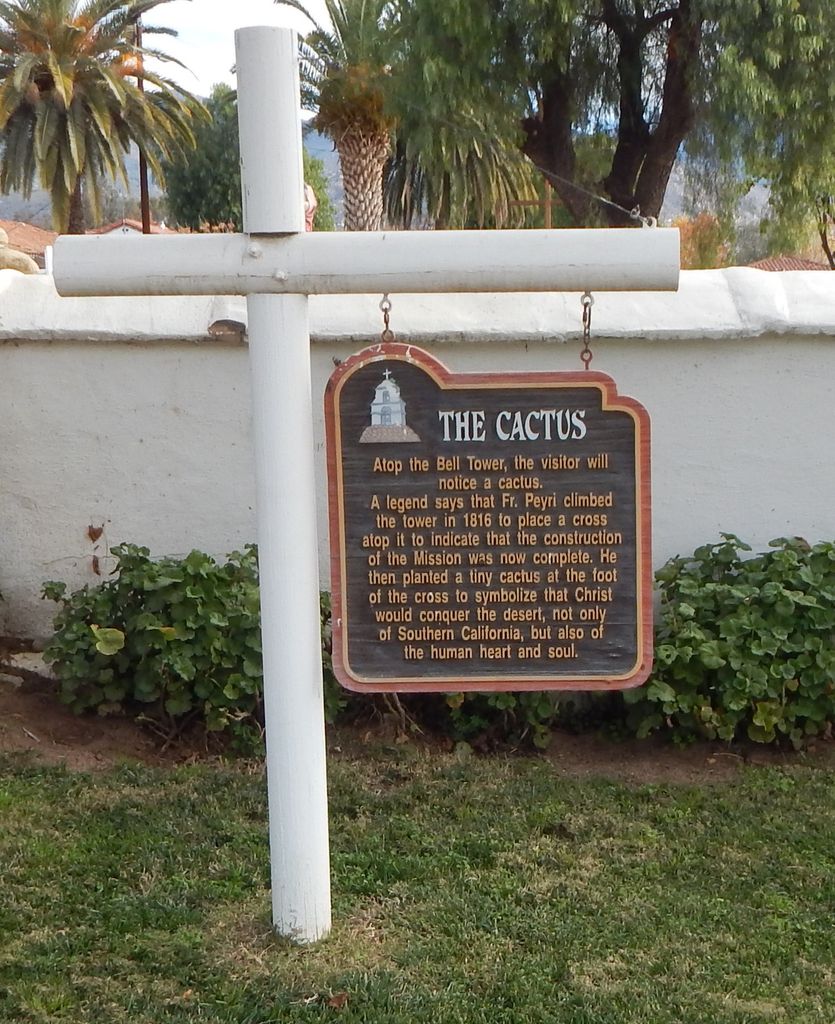 THE CACTUS
Atop the Bell Tower, the visitor will
notice a cactus.
A legend says that Fr. Peyri climbed
the tower in 1816 to place a cross
atop it to indicate that the construction
of the Mission was now complete. He
then planted a tiny cactus at the foot
of the cross to symbolize that Christ
would conquer the desert, not only
of Southern California, but also of
the human heart and soul.